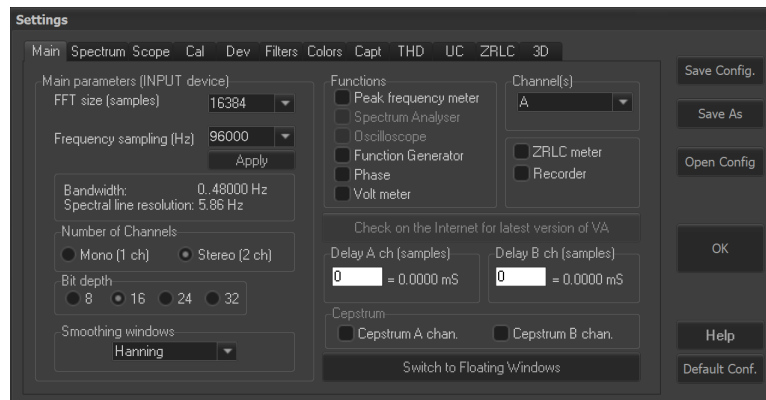 Settings
Main Spectrum Scope Cal Dev Filters Colors Capt THD UC ZRLC 3D
Main parameters (INPUT device)
FFT size (samples) 16384
Frequency sampling (Hz) 96000
Apply
Bandwidth: 0..48000 Hz
Spectral line resolution: 5.86 Hz
Number of Channels
Mono (1 ch) Stereo (2 ch)
Bit depth
8 16 24 32
Smoothing windows
Hanning
Functions
Peak frequency meter
Spectrum Analyser
Oscilloscope
Function Generator
Phase
Volt meter
Channel(s)
A
ZRLC meter
Recorder
Check on the Internet for latest version of VA
Delay A ch (samples)
0 = 0.0000 mS
Delay B ch (samples)
0 = 0.0000 mS
Cepstrum
Cepstrum A chan. Cepstrum B chan.
Switch to Floating Windows
Save Config.
Save As
Open Config
OK
Help
Default Conf.